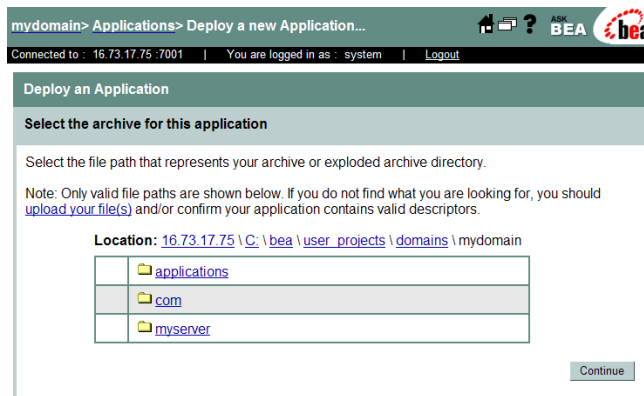 mydomain> Applications> Deploy a new Application...
? ASK BEA bea
Connected to : 16.73.17.75 :7001 | You are logged in as : system | Logout
Deploy an Application
Select the archive for this application
Select the file path that represents your archive or exploded archive directory.
Note: Only valid file paths are shown below. If you do not find what you are looking for, you should
upload your file(s) and/or confirm your application contains valid descriptors.
Location: 16.73.17.75 \ C: \ bea \ user_projects \ domains \ mydomain
applications
com
myserver
Continue